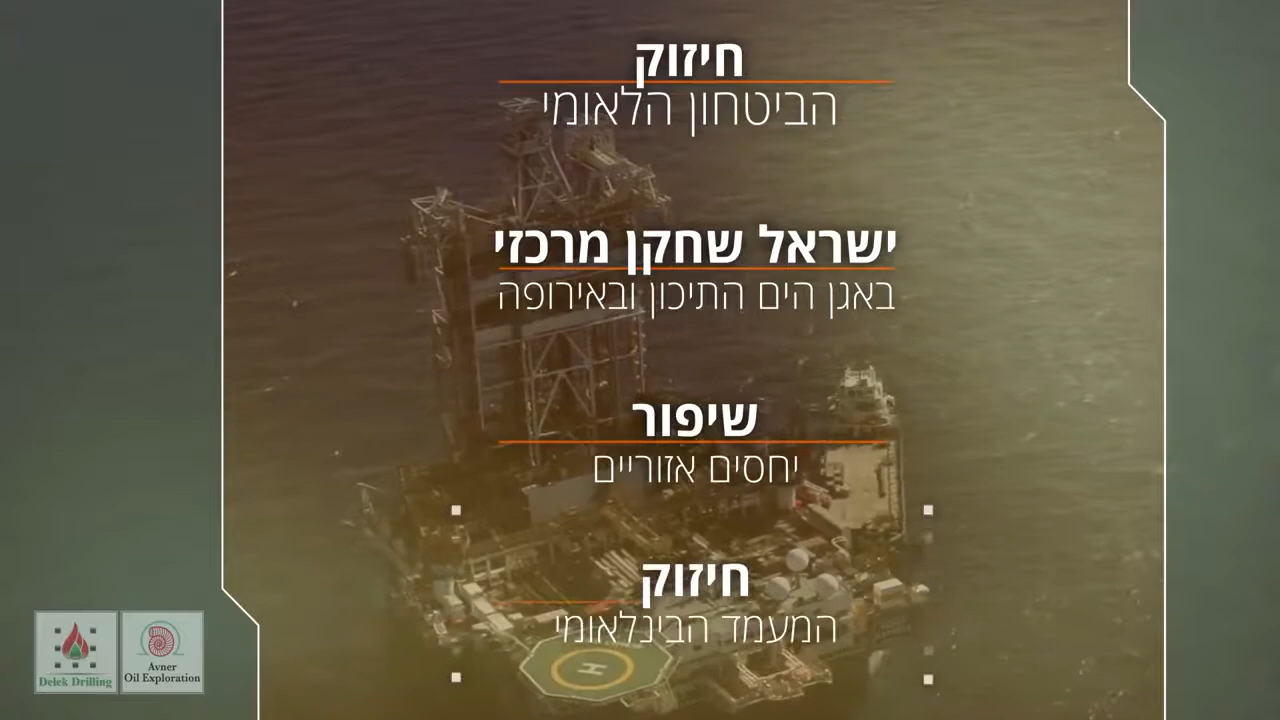 חיזוק
הביטחון הלאומי
ישראל שחקן מרכזי
באגן הים התיכון ובאירופה
שיפור
יחסים אזוריים
חיזוק
המעמד הבינלאומי
H
Delek Drilling
Avner
Oil Exploration